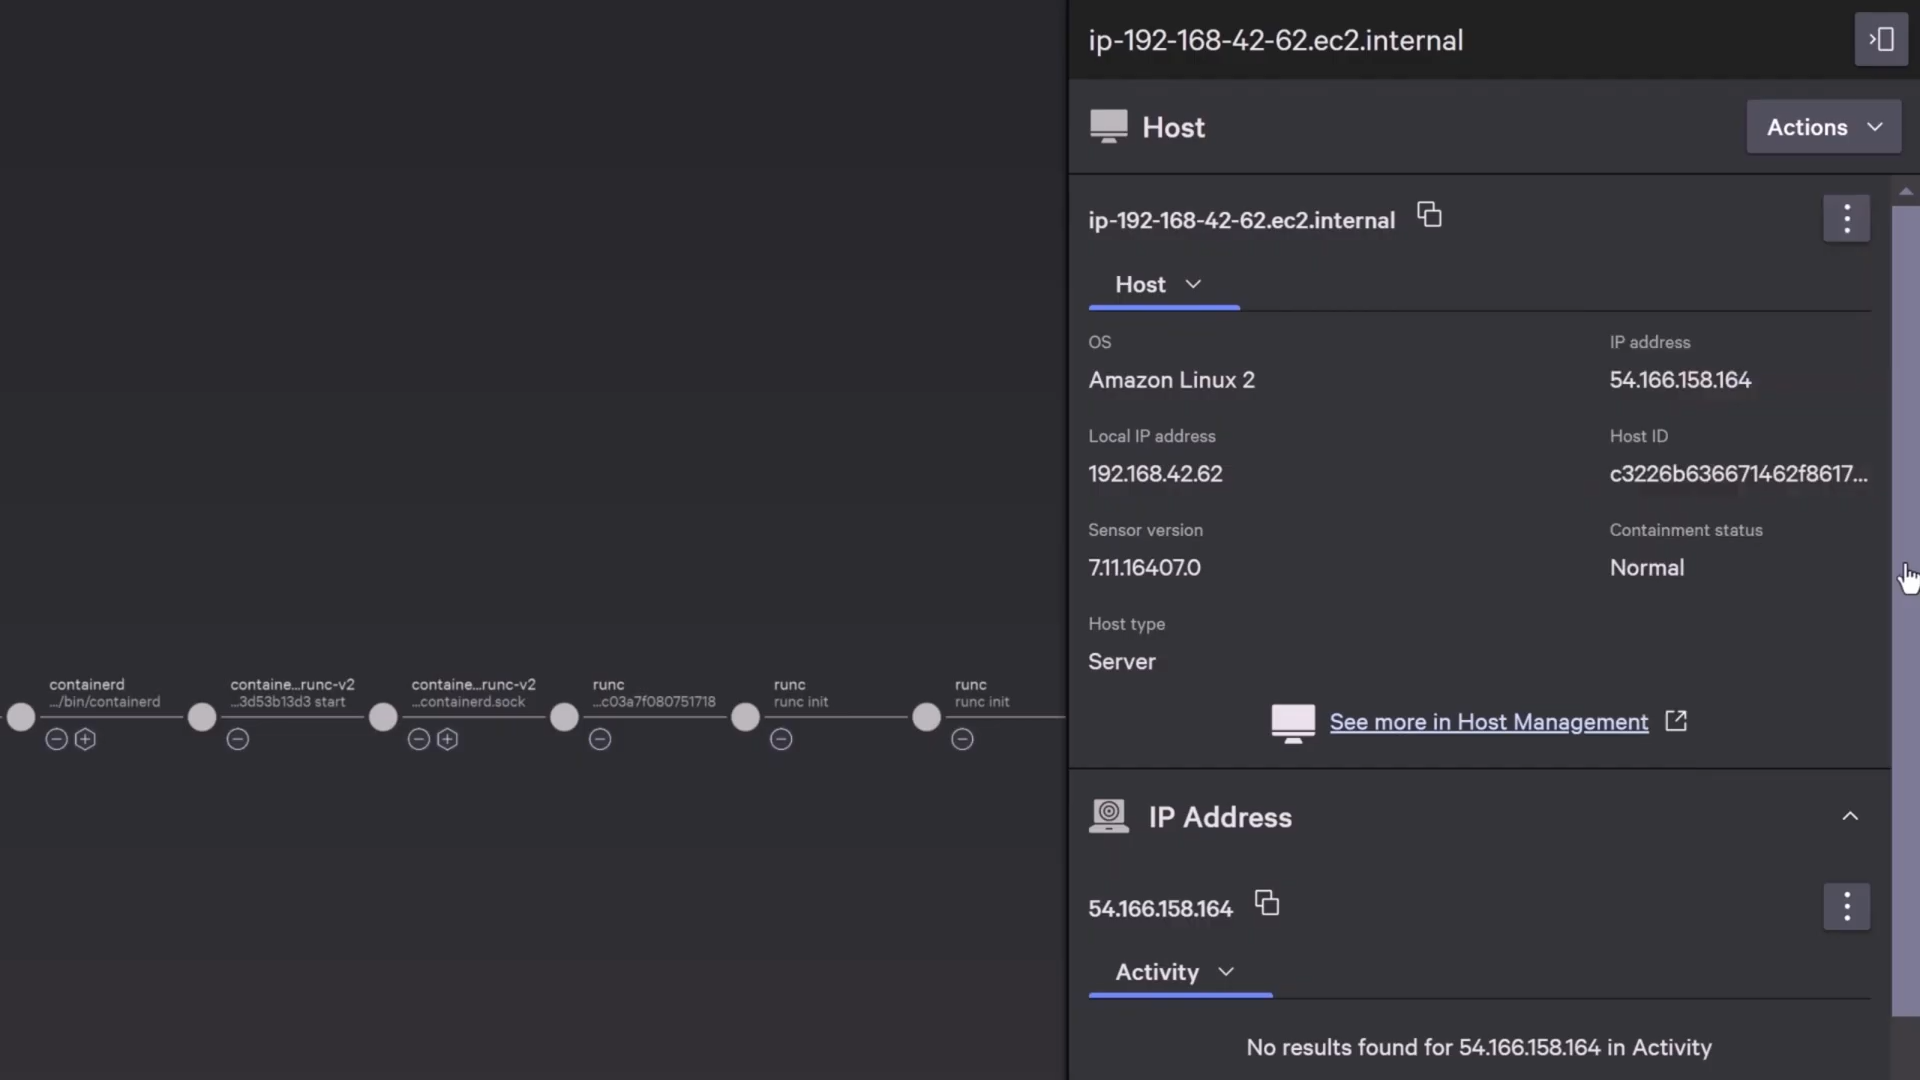 ip-192-168-42-62.ec2.internal
Host
Actions
ip-192-168-42-62.ec2.internal
Host
OS
IP address
Amazon Linux 2
54.166.158.164
Local IP address
Host ID
192.168.42.62
c3226b636671462f8617...
Sensor version
Containment status
7.11.16407.0
Normal
Host type
Server
See more in Host Management
containerd
.../bin/containerd
containe...runc-v2
...3d53b13d3 start
containe...runc-v2
...containerd.sock
runc
...c03a7f080751718
runc
runc init
runc
runc init
IP Address
54.166.158.164
Activity
No results found for 54.166.158.164 in Activity